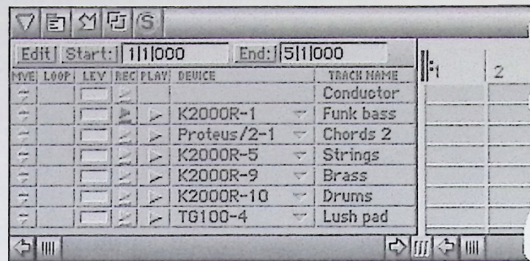 Edit Start: 1|1|000 End: 5|1|000
MVE LOOP LEV REC PLAY DEVICE TRACK NAME 1 2
Conductor
K2000R-1 Funk bass
Proteus/2-1 Chords 2
K2000R-5 Strings
K2000R-9 Brass
K2000R-10 Drums
TG100-4 Lush pad